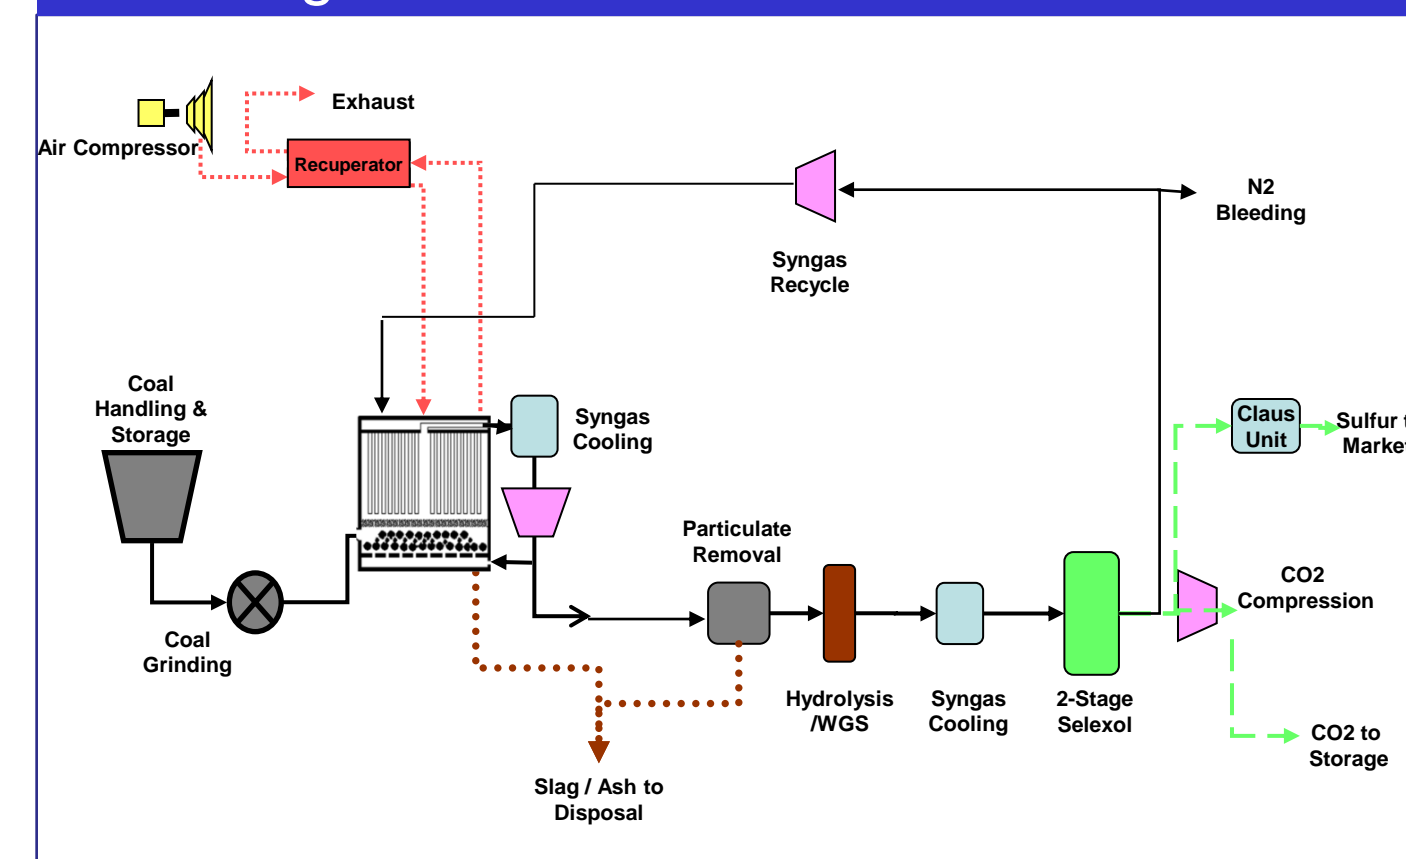 Exhaust
Air Compressor
Recuperator
N2
Bleeding
Syngas
Recycle
Coal
Handling &
Storage
Syngas
Cooling
Claus
Unit
Sulfur
Particulate
Removal
CO2
Compression
Coal
Grinding
Hydrolysis
/WGS
Syngas
Cooling
2-Stage
Selexol
CO2 to
Storage
Slag / Ash to
Disposal